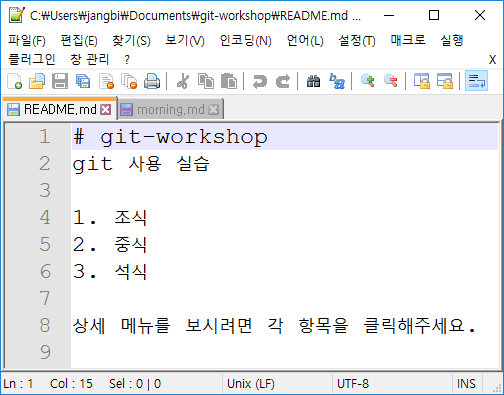 C:₩Users₩jangbi₩Documents₩git-workshop₩README.md
파일(F) 편집(E) 찾기(S) 보기(V) 인코딩(N) 언어(L) 설정(T) 매크로 실행
플러그인 창 관리 ? X
README.md morning.md
1 # git-workshop
2 git 사용 실습
3
4 1. 조식
5 2. 중식
6 3. 석식
7
8 상세 메뉴를 보시려면 각 항목을 클릭해주세요.
9
Ln : 1 Col : 15 Sel : 0 | 0 Unix (LF) UTF-8 INS